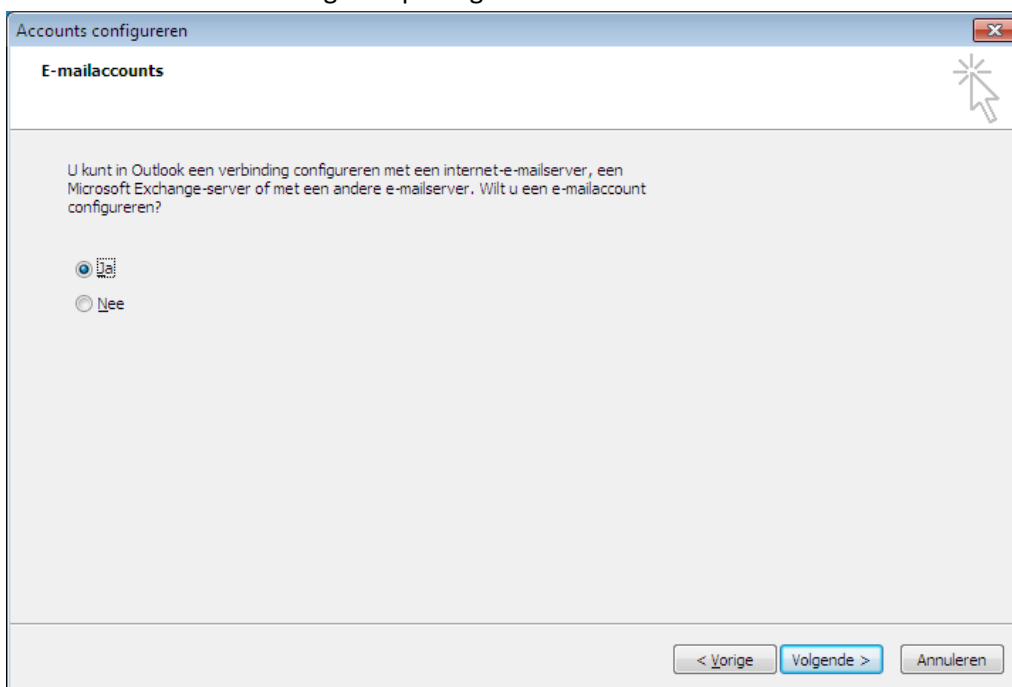 Accounts configureren
E-mailaccounts
U kunt in Outlook een verbinding configureren met een internet-e-mailserver, een
Microsoft Exchange-server of met een andere e-mailserver. Wilt u een e-mailaccount
configureren?
Ja
Nee
< Vorige Volgende > Annuleren